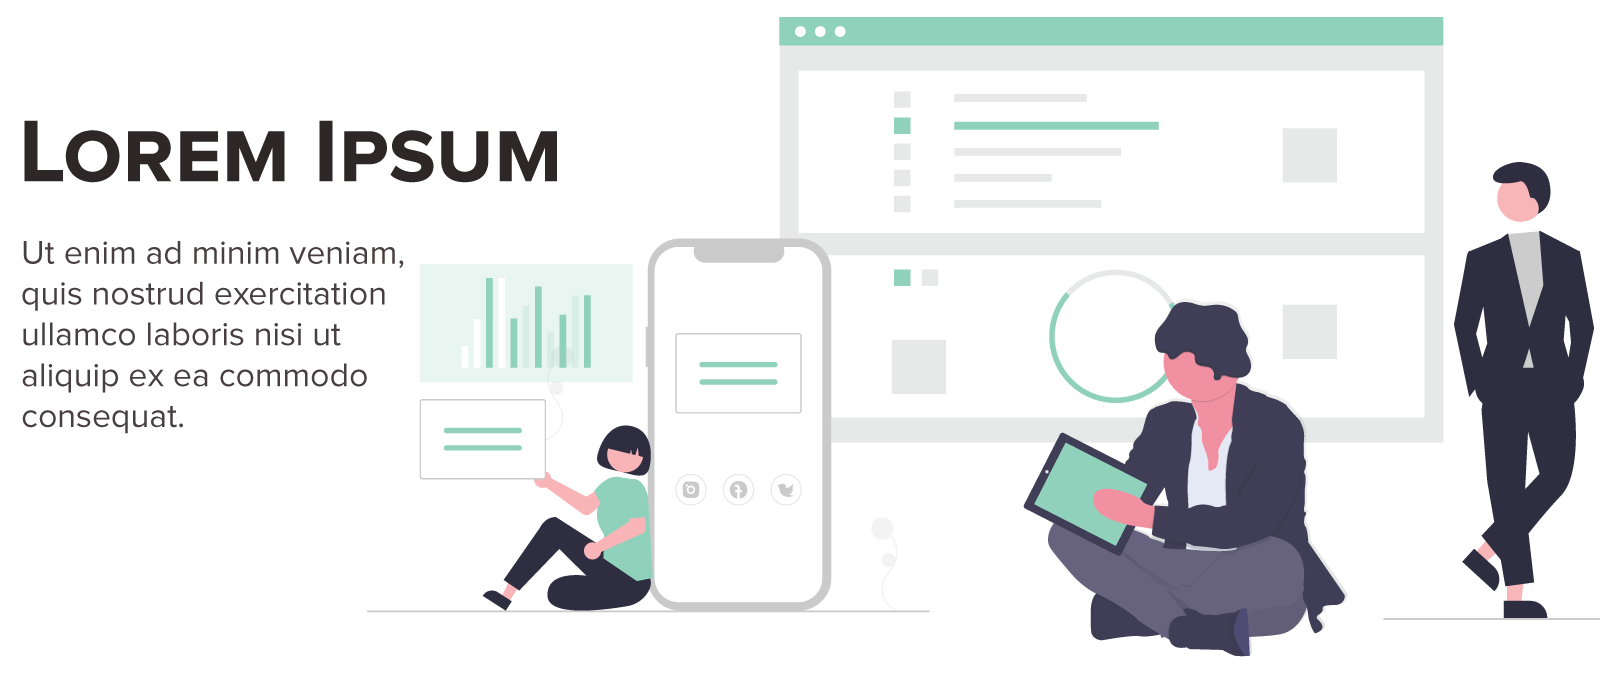 Lorem Ipsum
Ut enim ad minim veniam,
quis nostrud exercitation
ullamco laboris nisi ut
aliquip ex ea commodo
consequat.